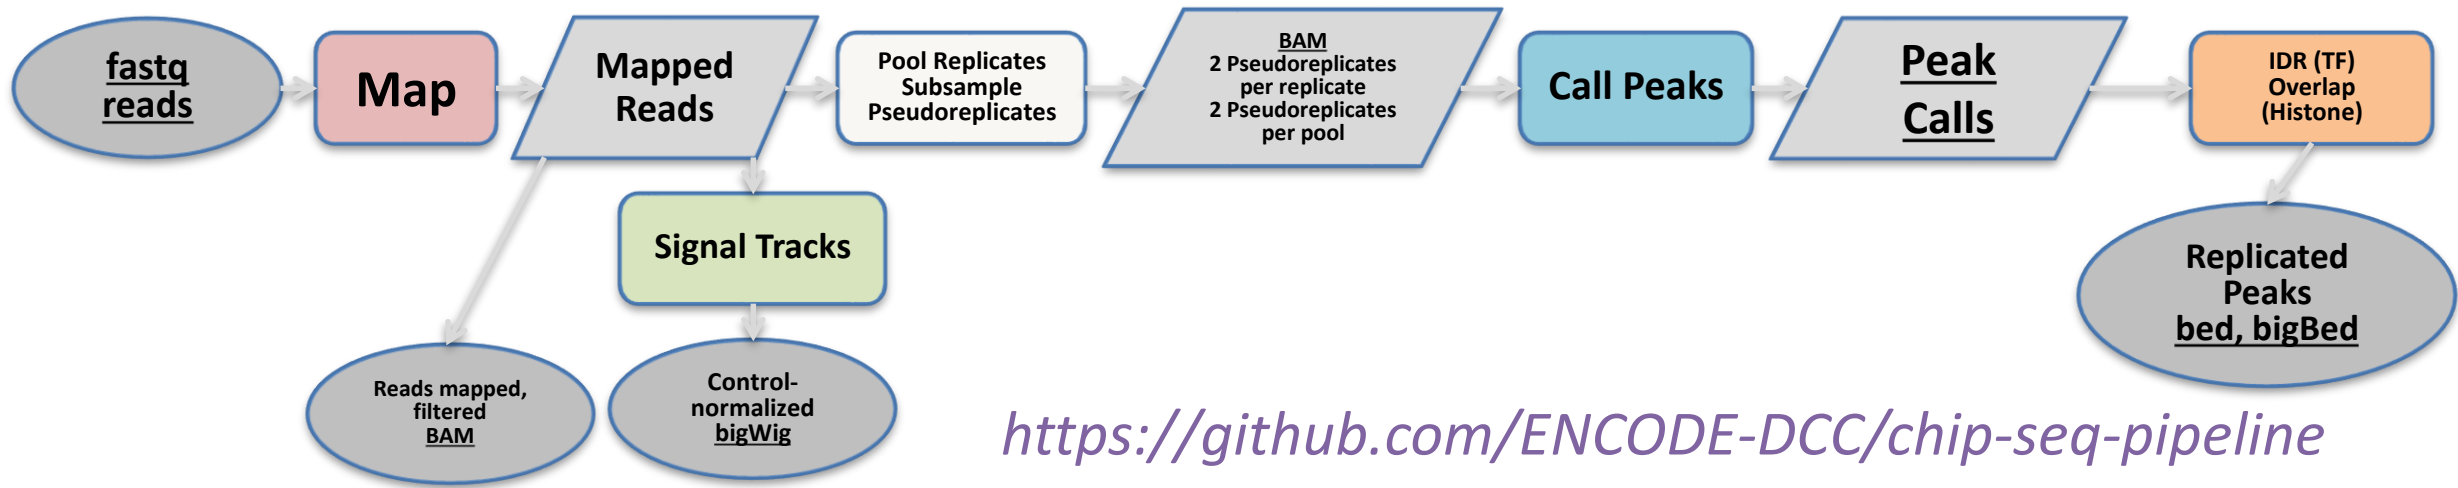 fastq
reads
Map
Mapped
Reads
Pool Replicates
Subsample
Pseudoreplicates
BAM
2 Pseudoreplicates
per replicate
2 Pseudoreplicates
per pool
Call Peaks
Peak
Calls
IDR (TF)
Overlap
(Histone)
Signal Tracks
Replicated
Peaks
bed, bigBed
Reads mapped,
filtered
BAM
Control-
normalized
bigWig
https://github.com/ENCODE-DCC/chip-seq-pipeline